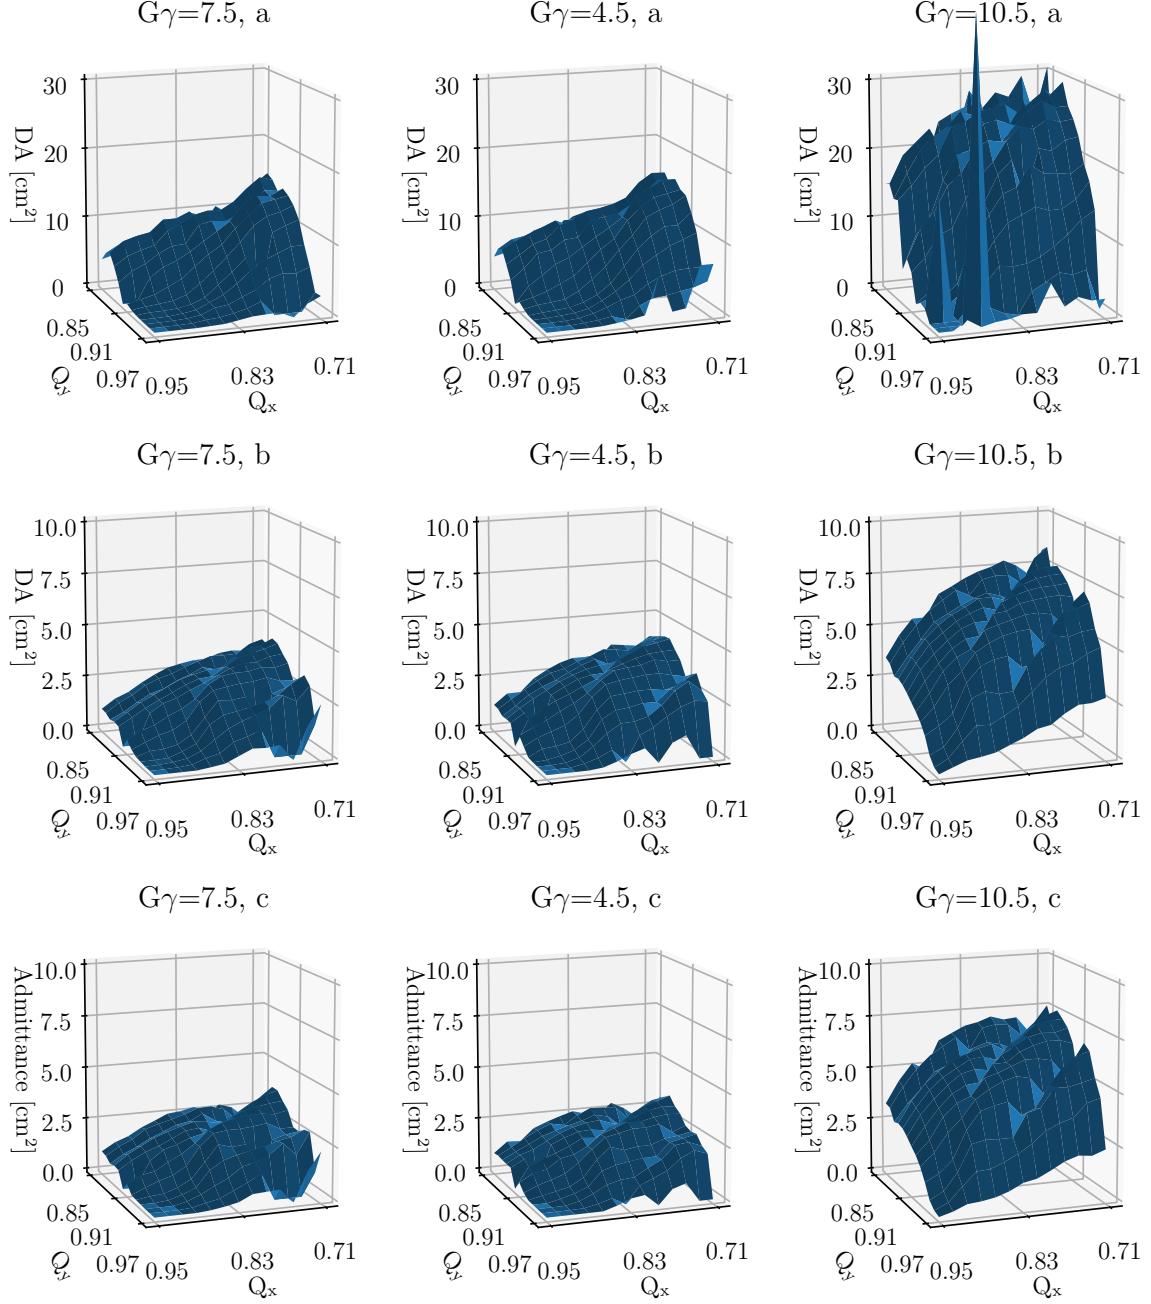 Gγ=7.5, a
Gγ=4.5, a
Gγ=10.5, a
DA [cm²]
30
20
10
0
0.85
0.91
0.97
Qy
0.95
0.83
0.71
Qx
DA [cm²]
30
20
10
0
0.85
0.91
0.97
Qy
0.95
0.83
0.71
Qx
DA [cm²]
30
20
10
0
0.85
0.91
0.97
Qy
0.95
0.83
0.71
Qx
Gγ=7.5, b
Gγ=4.5, b
Gγ=10.5, b
DA [cm²]
10.0
7.5
5.0
2.5
0.0
0.85
0.91
0.97
Qy
0.95
0.83
0.71
Qx
DA [cm²]
10.0
7.5
5.0
2.5
0.0
0.85
0.91
0.97
Qy
0.95
0.83
0.71
Qx
DA [cm²]
10.0
7.5
5.0
2.5
0.0
0.85
0.91
0.97
Qy
0.95
0.83
0.71
Qx
Gγ=7.5, c
Gγ=4.5, c
Gγ=10.5, c
Admittance [cm²]
10.0
7.5
5.0
2.5
0.0
0.85
0.91
0.97
Qy
0.95
0.83
0.71
Qx
Admittance [cm²]
10.0
7.5
5.0
2.5
0.0
0.85
0.91
0.97
Qy
0.95
0.83
0.71
Qx
Admittance [cm²]
10.0
7.5
5.0
2.5
0.0
0.85
0.91
0.97
Qy
0.95
0.83
0.71
Qx